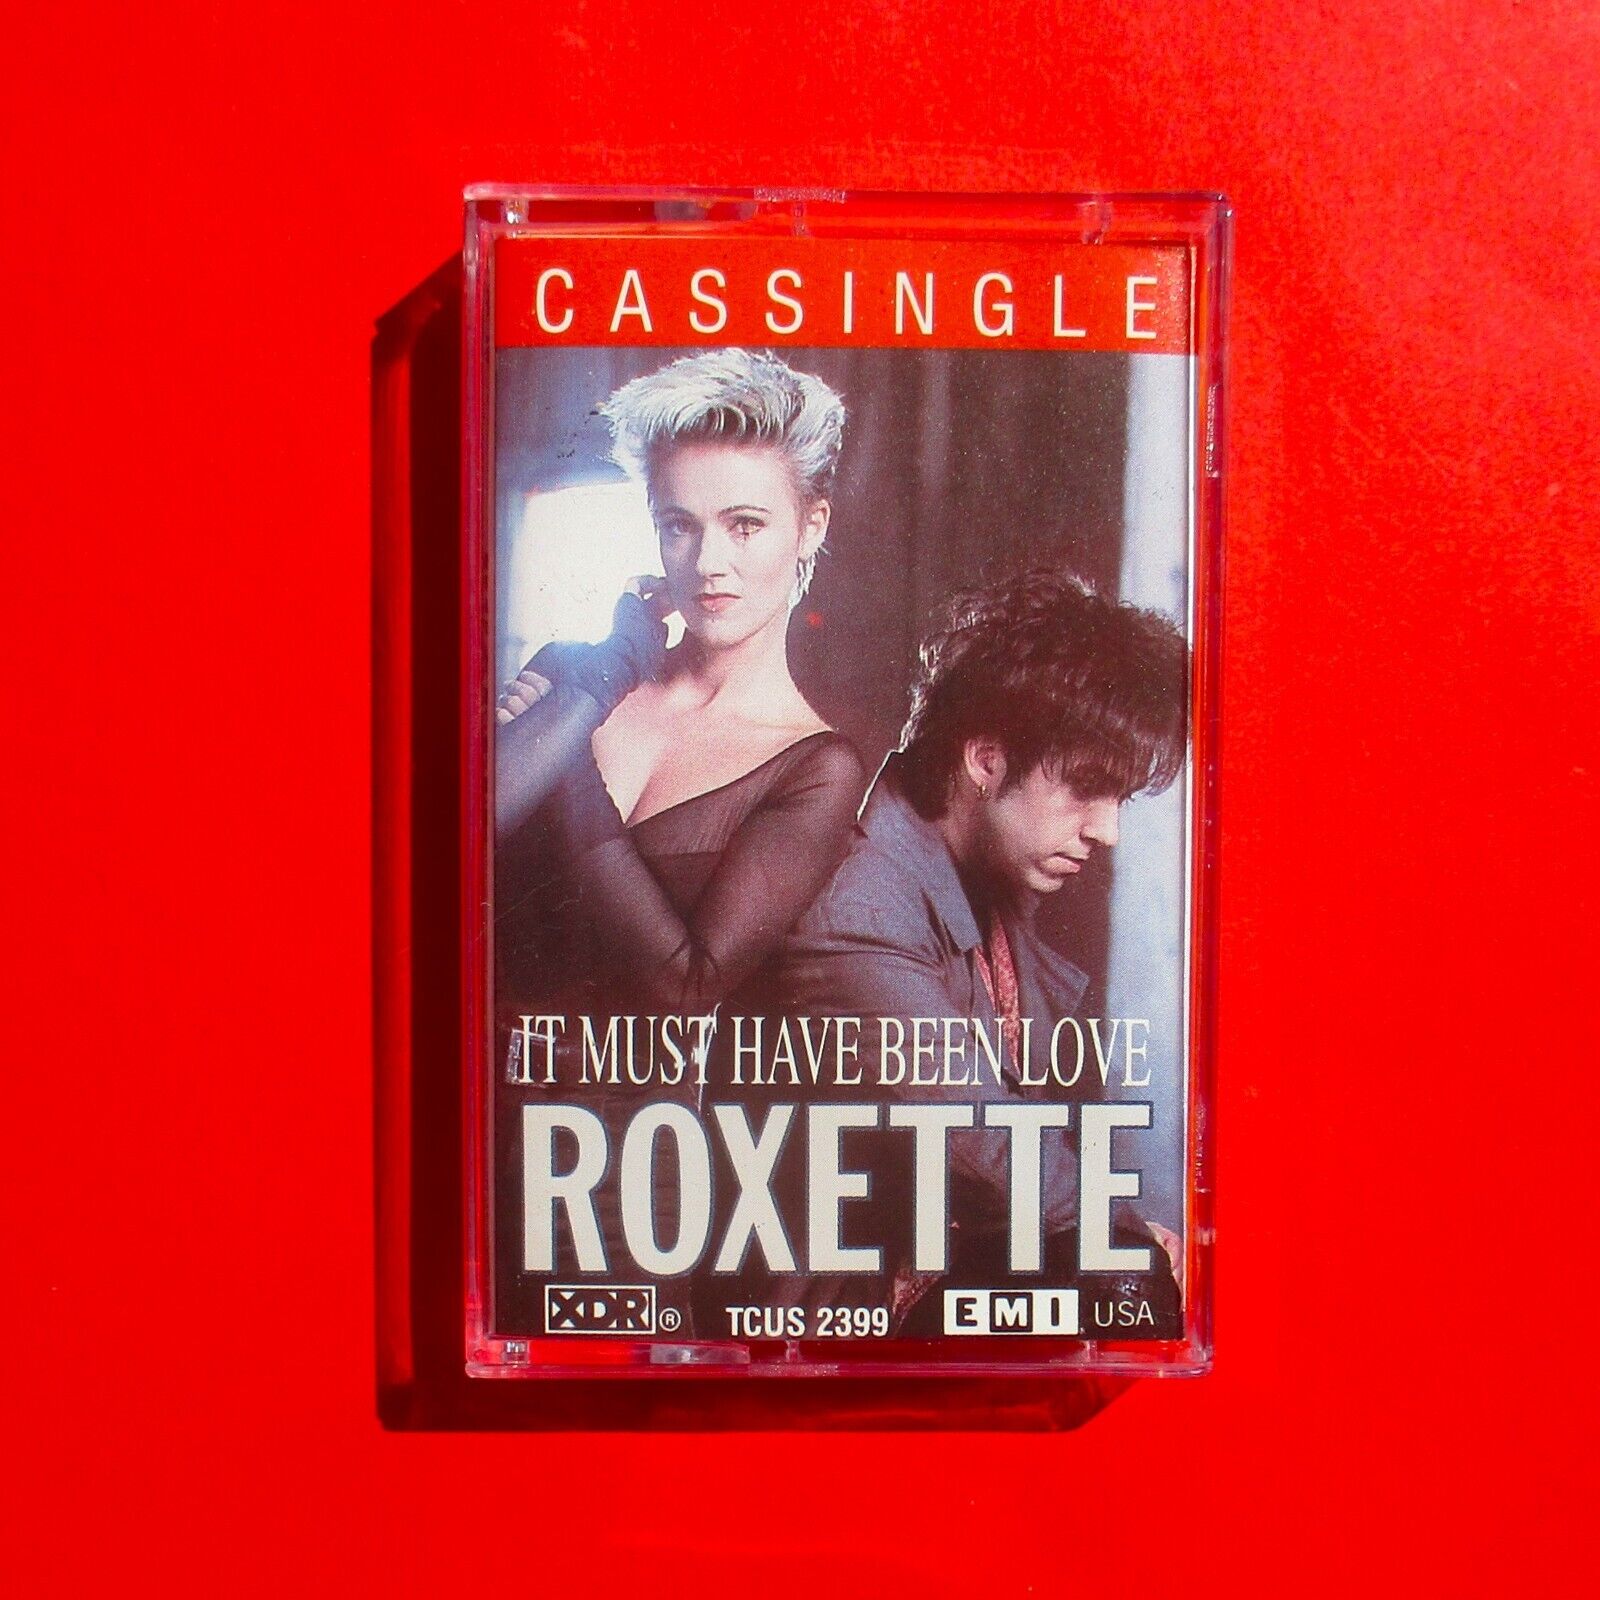 CASSINGLE
IT MUST HAVE BEEN LOVE
ROXETTE
XDR® TCUS 2399 EMI USA